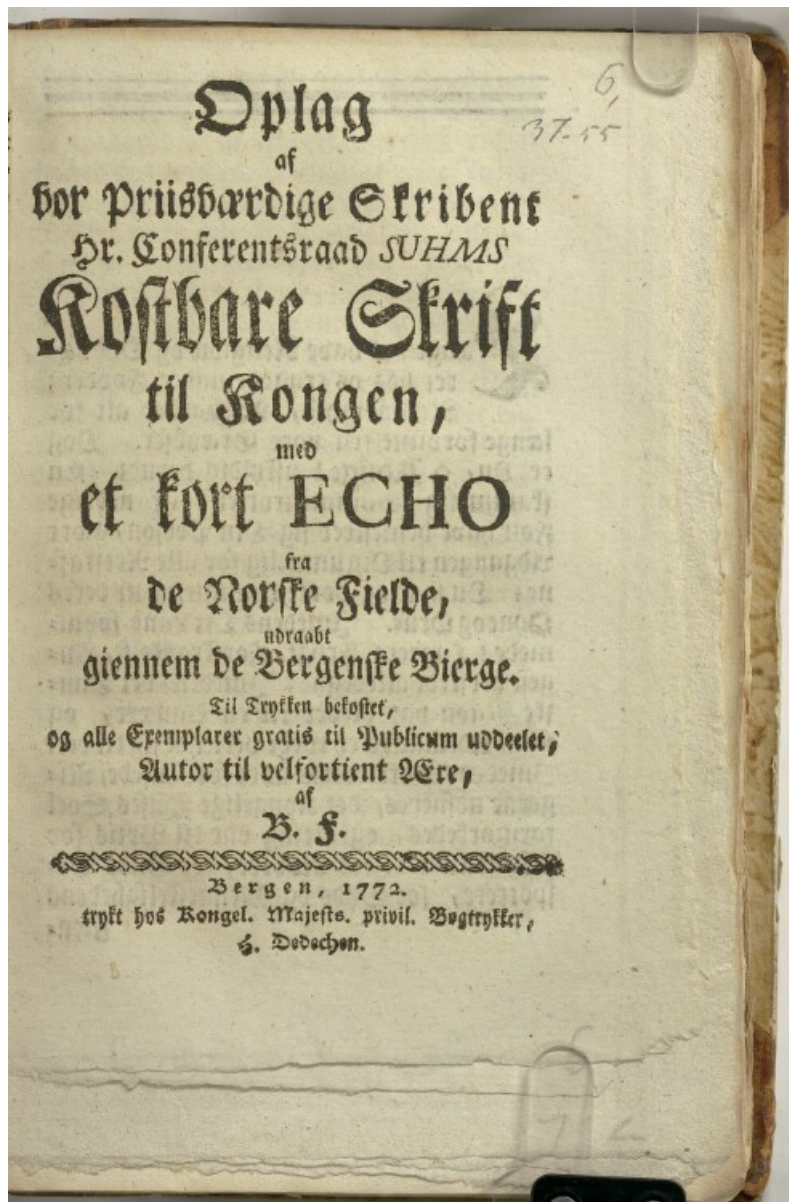 6,
37-55
Oplag
af
vor Priisværdige Skribent
Hr. Conferentsraad SUHMS
Kostbare Skrift
til Kongen,
med
et kort ECHO
fra
de Norske Fielde,
udraabt
giennem de Bergenske Bierge.
Til Trykken bekostet,
og alle Exemplarer gratis til Publicum uddeelet,
Autor til velfortient Ære,
af
B. F.
Bergen, 1772.
trykt hos Kongel. Majests. privil. Bogtrykker,
H. Dedechen.